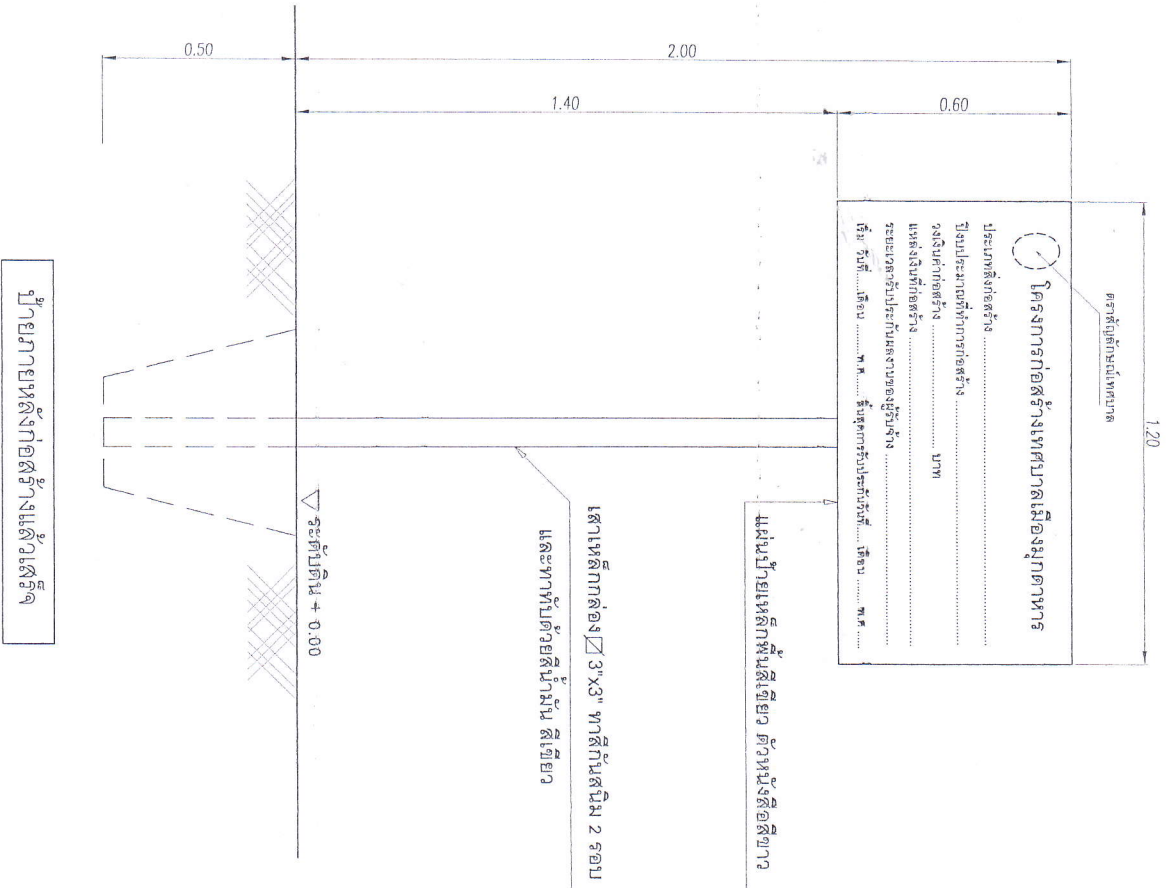 1.20
ตราสัญลักษณ์เทศบาล
โครงการก่อสร้างเทศบาลเมืองมุกดาหาร
ประเภทสิ่งก่อสร้าง
ปีงบประมาณที่ทำการก่อสร้าง
วงเงินค่าก่อสร้าง บาท
แหล่งเงินที่ก่อสร้าง
ระยะเวลารับประกันผลงานของผู้รับจ้าง
เริ่ม วันที่ เดือน พ.ศ. สิ้นสุดการรับประกันวันที่ เดือน พ.ศ.
0.60
2.00
1.40
0.50
แผ่นป้ายเหล็กพื้นสีเขียว ตัวหนังสือสีขาว
เสาเหล็กกล่อง 3"x3" ทาสีกันสนิม 2 รอบ
และทาทับด้วยสีน้ำมัน สีเขียว
ระดับดิน + 0.00
ป้ายภายหลังก่อสร้างแล้วเสร็จ